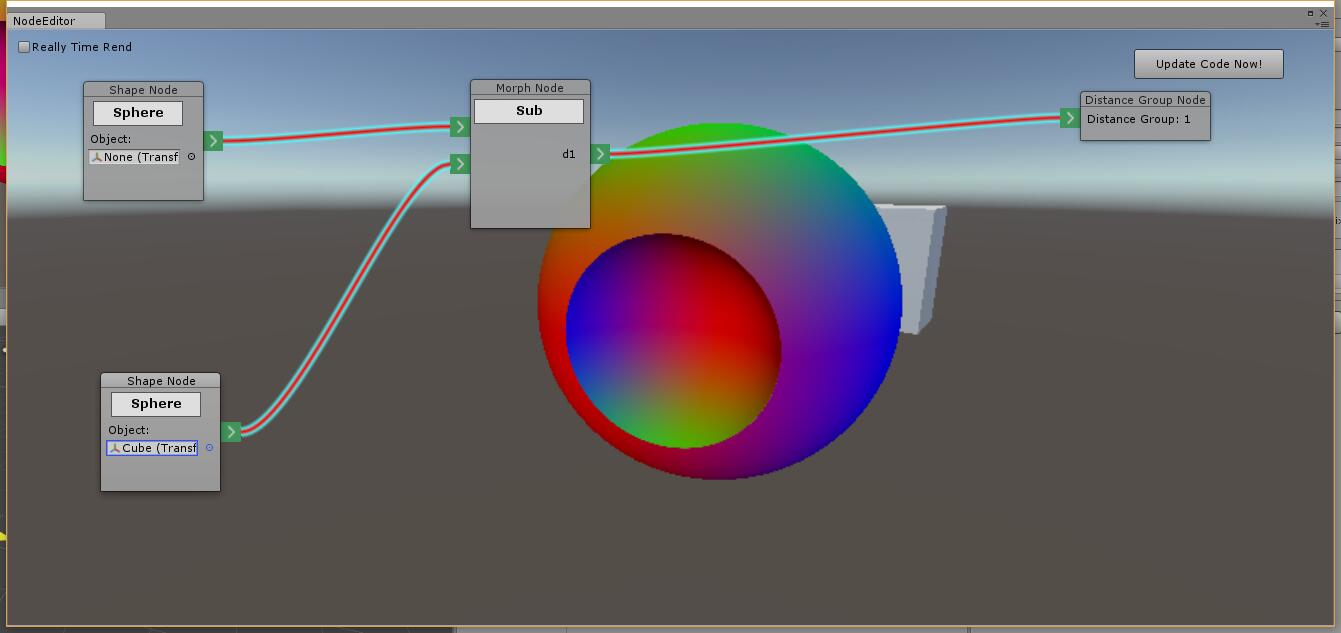 NodeEditor
Really Time Rend
Update Code Now!
Shape Node
Sphere
Object:
None (Transf
Morph Node
Sub
d1
Distance Group Node
Distance Group: 1
Shape Node
Sphere
Object:
Cube (Transf